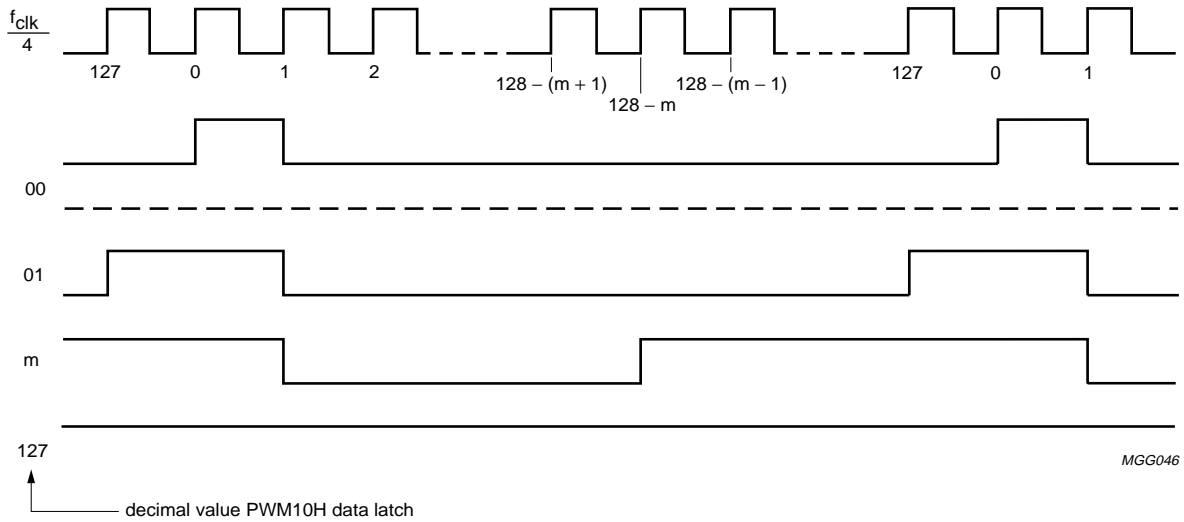 f clk
4
127 0 1 2 128 – (m + 1) 128 – m 128 – (m – 1) 127 0 1
00
01
m
127
MGG046
decimal value PWM10H data latch